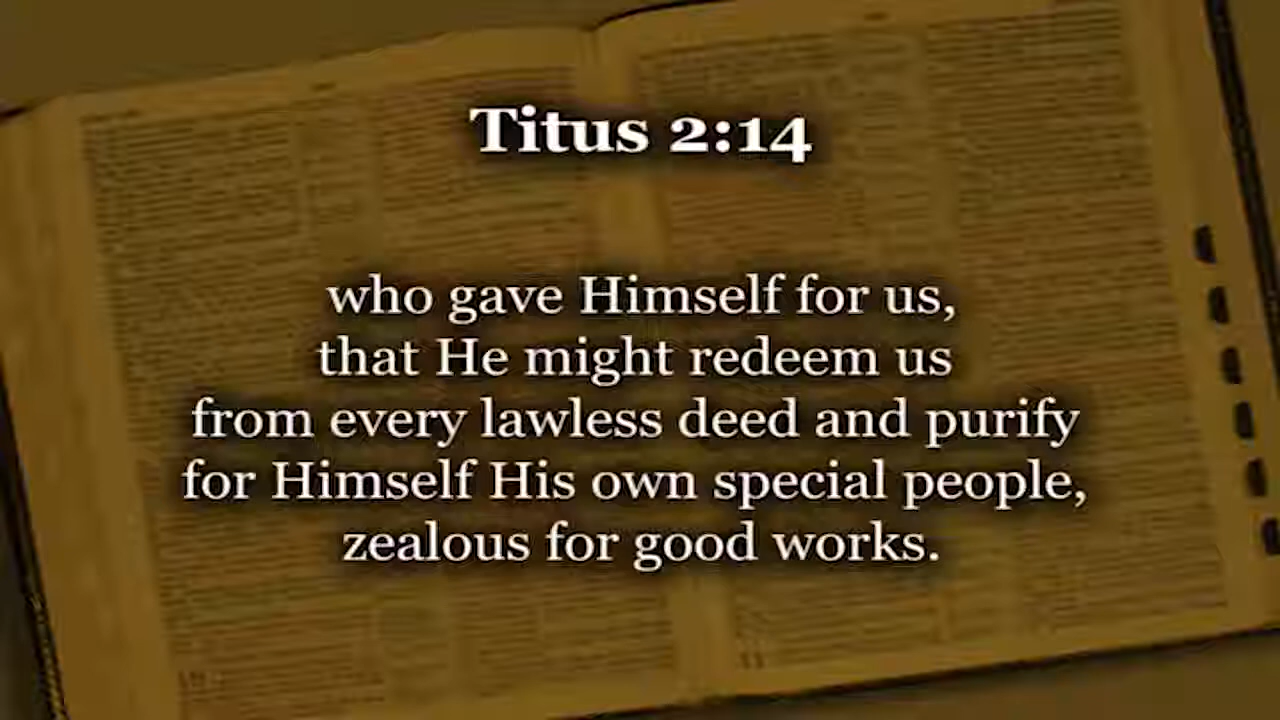 Titus 2:14
who gave Himself for us,
that He might redeem us
from every lawless deed and purify
for Himself His own special people,
zealous for good works.